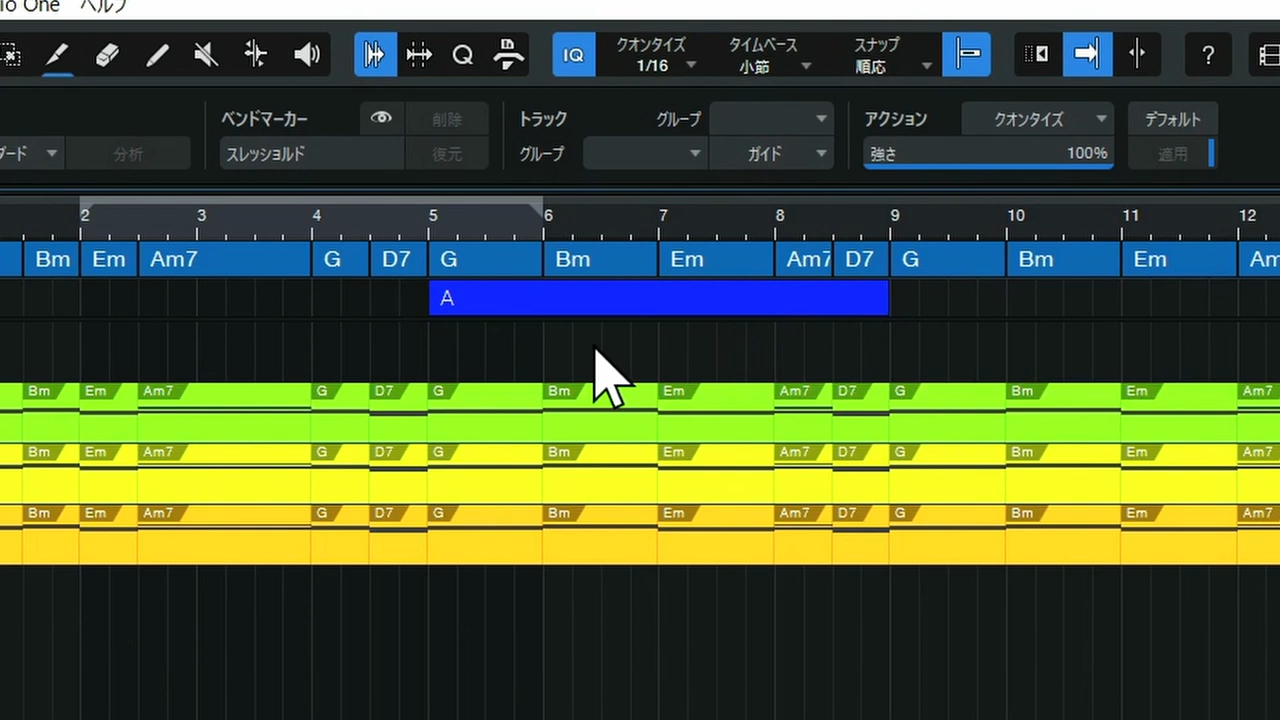 To One ヘルプ
IQ クオンタイズ タイムベース スナップ
1/16 小節 順応
Q ?
ベンドマーカー 削除 トラック グループ アクション クオンタイズ デフォルト
分析 スレッショルド 復元 グループ ガイド 強さ 100% 適用
2 3 4 5 6 7 8 9 10 11 12
Bm Em Am7 G D7 G Bm Em Am7 D7 G Bm Em Am
A
Bm Em Am7 G D7 G Bm Em Am7 D7 G Bm Em Am7
Bm Em Am7 G D7 G Bm Em Am7 D7 G Bm Em Am7
Bm Em Am7 G D7 G Bm Em Am7 D7 G Bm Em Am7